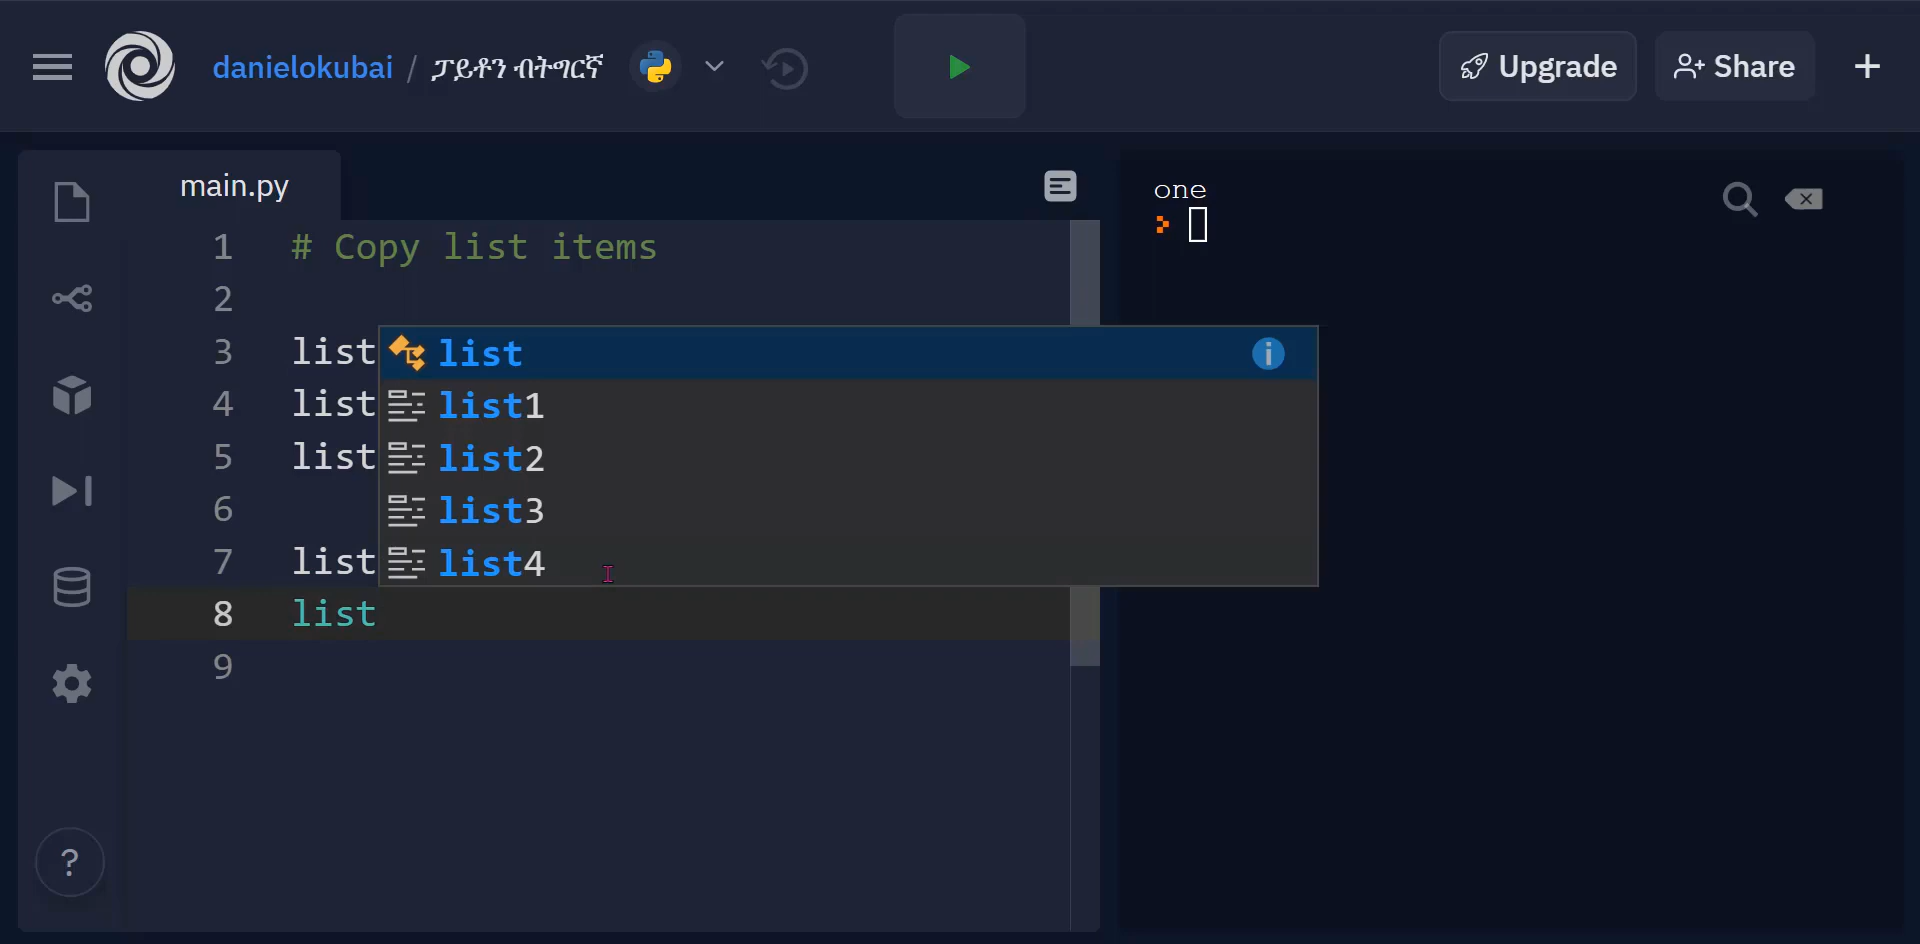 danielokubai / ፓይቶን ብትግርኛ
Upgrade
Share
main.py
1 # Copy list items
2
3 list
4 list
5 list
6
7 list
8 list
9
list
list1
list2
list3
list4
one
?